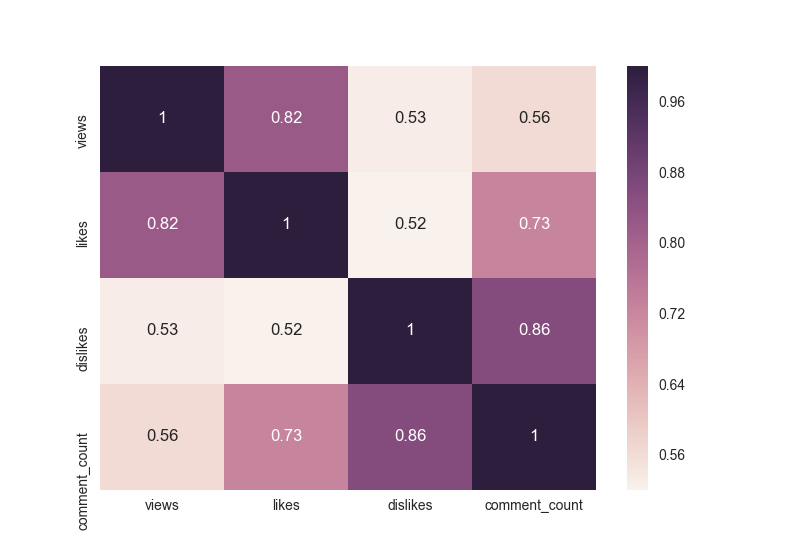 views 1 0.82 0.53 0.56
likes 0.82 1 0.52 0.73
dislikes 0.53 0.52 1 0.86
comment_count 0.56 0.73 0.86 1
views likes dislikes comment_count
0.96
0.88
0.80
0.72
0.64
0.56